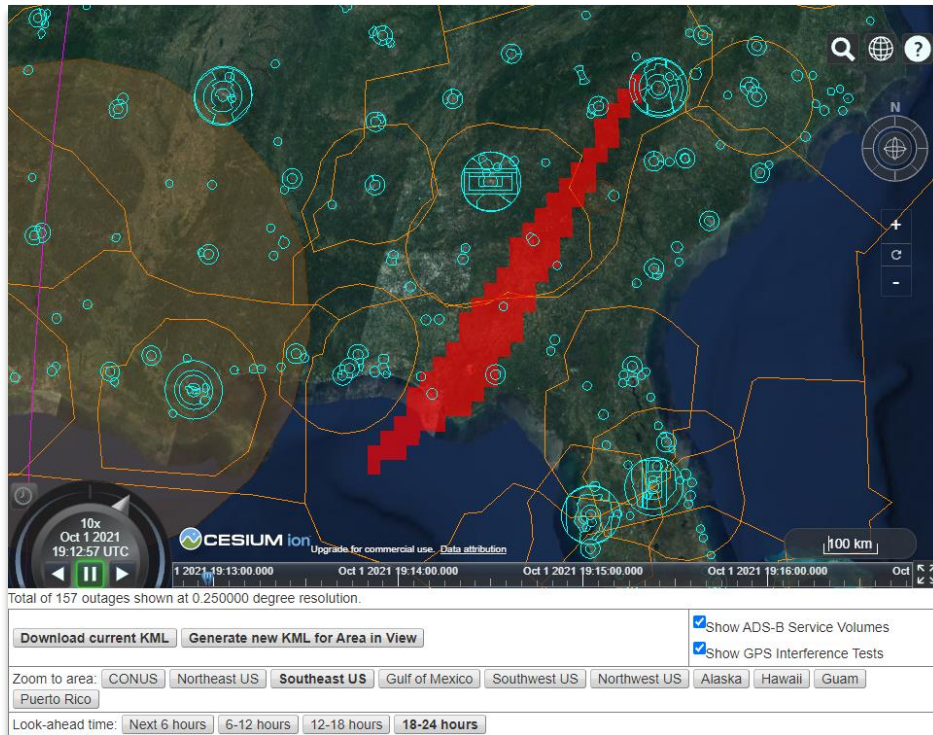 ?
N
+
-
10x
Oct 1 2021
19:12:57 UTC
CESIUM ion
Upgrade for commercial use. Data attribution
100 km
1 2021 19:13:00.000 Oct 1 2021 19:14:00.000 Oct 1 2021 19:15:00.000 Oct 1 2021 19:16:00.000 Oct
Total of 157 outages shown at 0.250000 degree resolution.
Download current KML Generate new KML for Area in View
Show ADS-B Service Volumes
Show GPS Interference Tests
Zoom to area: CONUS Northeast US Southeast US Gulf of Mexico Southwest US Northwest US Alaska Hawaii Guam
Puerto Rico
Look-ahead time: Next 6 hours 6-12 hours 12-18 hours 18-24 hours